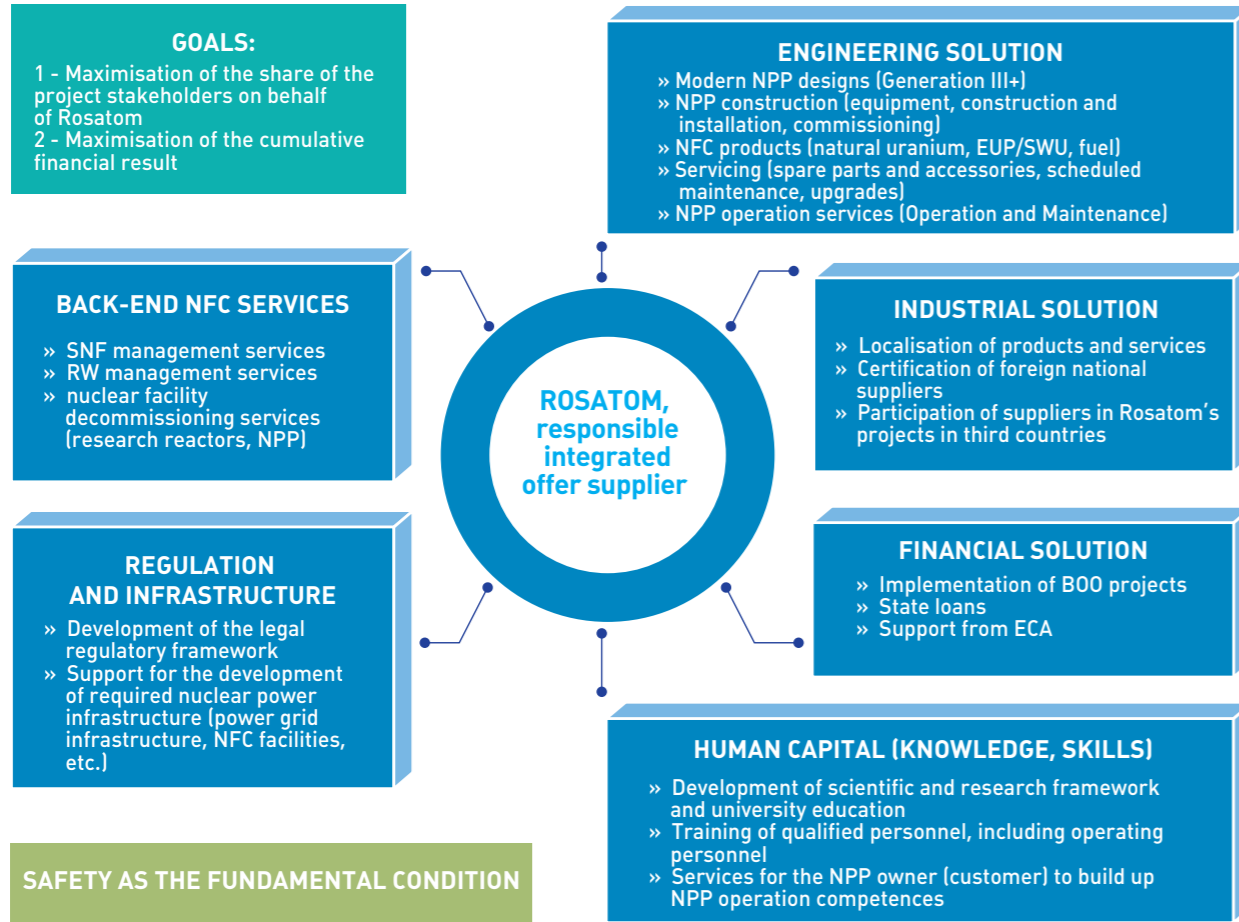 GOALS:
1 - Maximisation of the share of the
project stakeholders on behalf
of Rosatom
2 - Maximisation of the cumulative
financial result
ENGINEERING SOLUTION
» Modern NPP designs (Generation III+)
» NPP construction (equipment, construction and
installation, commissioning)
» NFC products (natural uranium, EUP/SWU, fuel)
» Servicing (spare parts and accessories, scheduled
maintenance, upgrades)
» NPP operation services (Operation and Maintenance)
BACK-END NFC SERVICES
» SNF management services
» RW management services
» nuclear facility
decommissioning services
(research reactors, NPP)
ROSATOM,
responsible
integrated
offer supplier
INDUSTRIAL SOLUTION
» Localisation of products and services
» Certification of foreign national
suppliers
» Participation of suppliers in Rosatom's
projects in third countries
REGULATION
AND INFRASTRUCTURE
» Development of the legal
regulatory framework
» Support for the development
of required nuclear power
infrastructure (power grid
infrastructure, NFC facilities,
etc.)
FINANCIAL SOLUTION
» Implementation of BOO projects
» State loans
» Support from ECA
HUMAN CAPITAL (KNOWLEDGE, SKILLS)
» Development of scientific and research framework
and university education
» Training of qualified personnel, including operating
personnel
» Services for the NPP owner (customer) to build up
NPP operation competences
SAFETY AS THE FUNDAMENTAL CONDITION